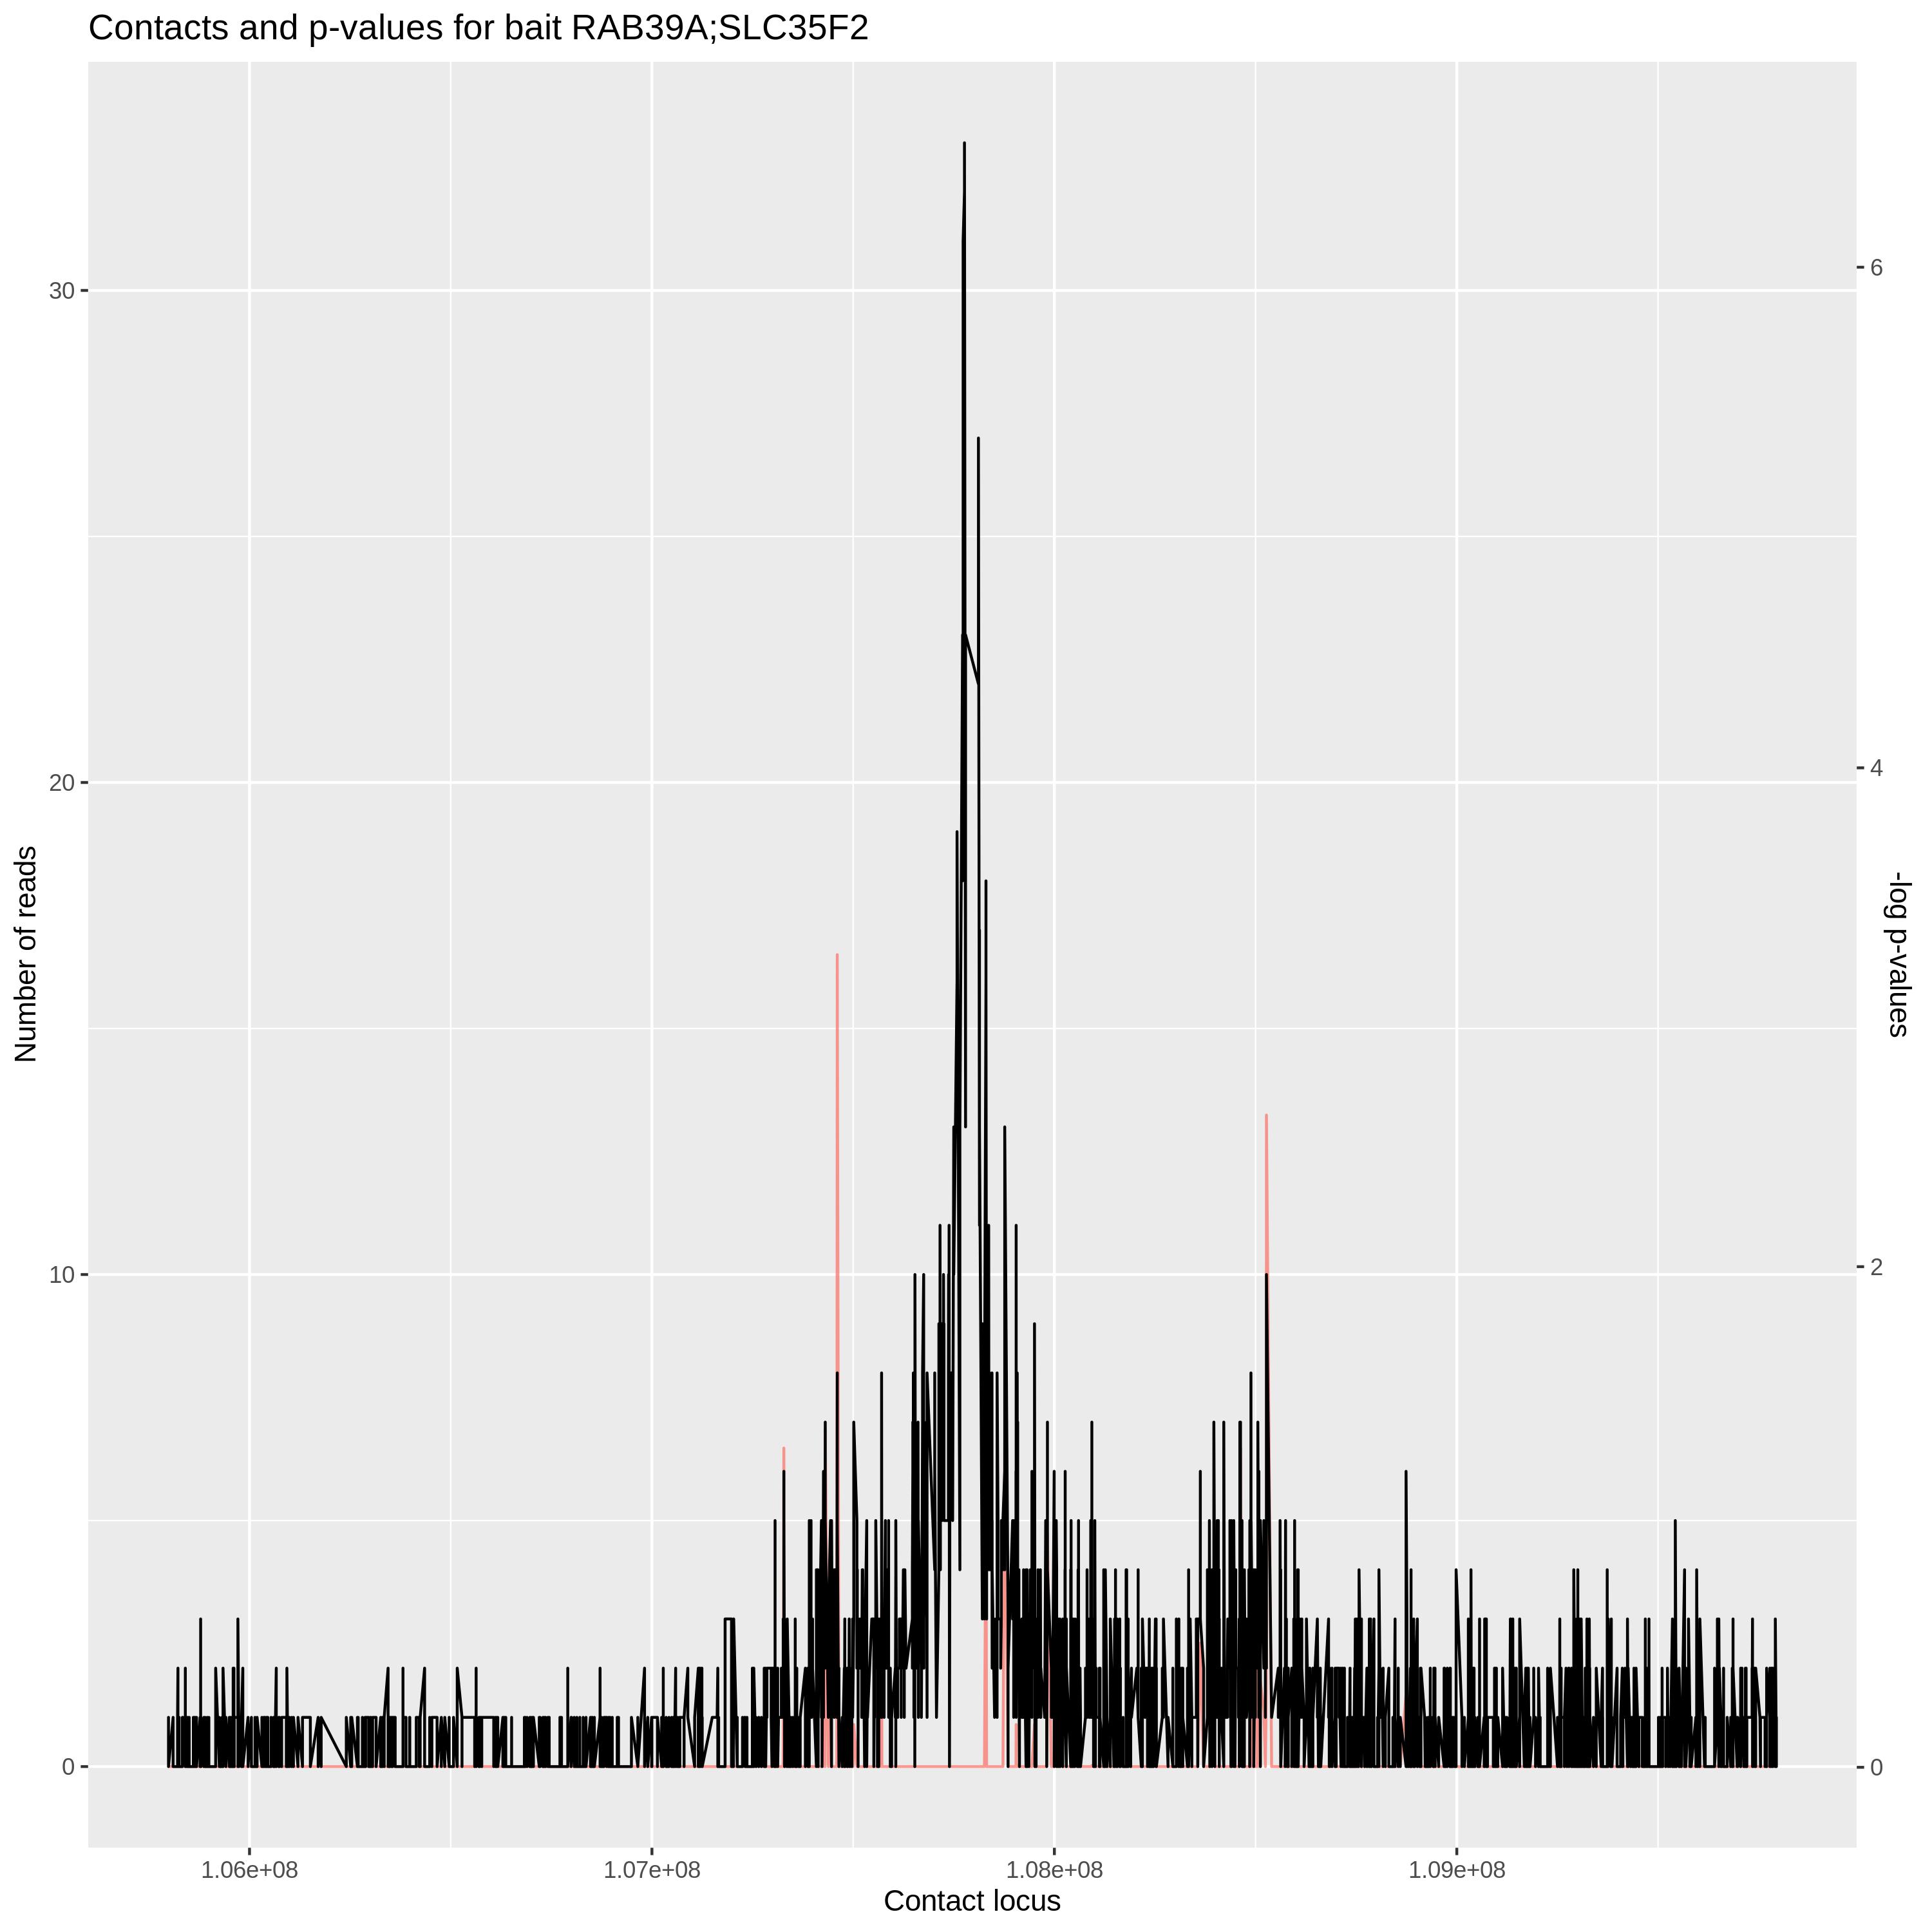 Contacts and p-values for bait RAB39A;SLC35F2
30
20
10
0
Number of reads
6
4
2
0
-log p-values
1.06e+08
1.07e+08
1.08e+08
1.09e+08
Contact locus